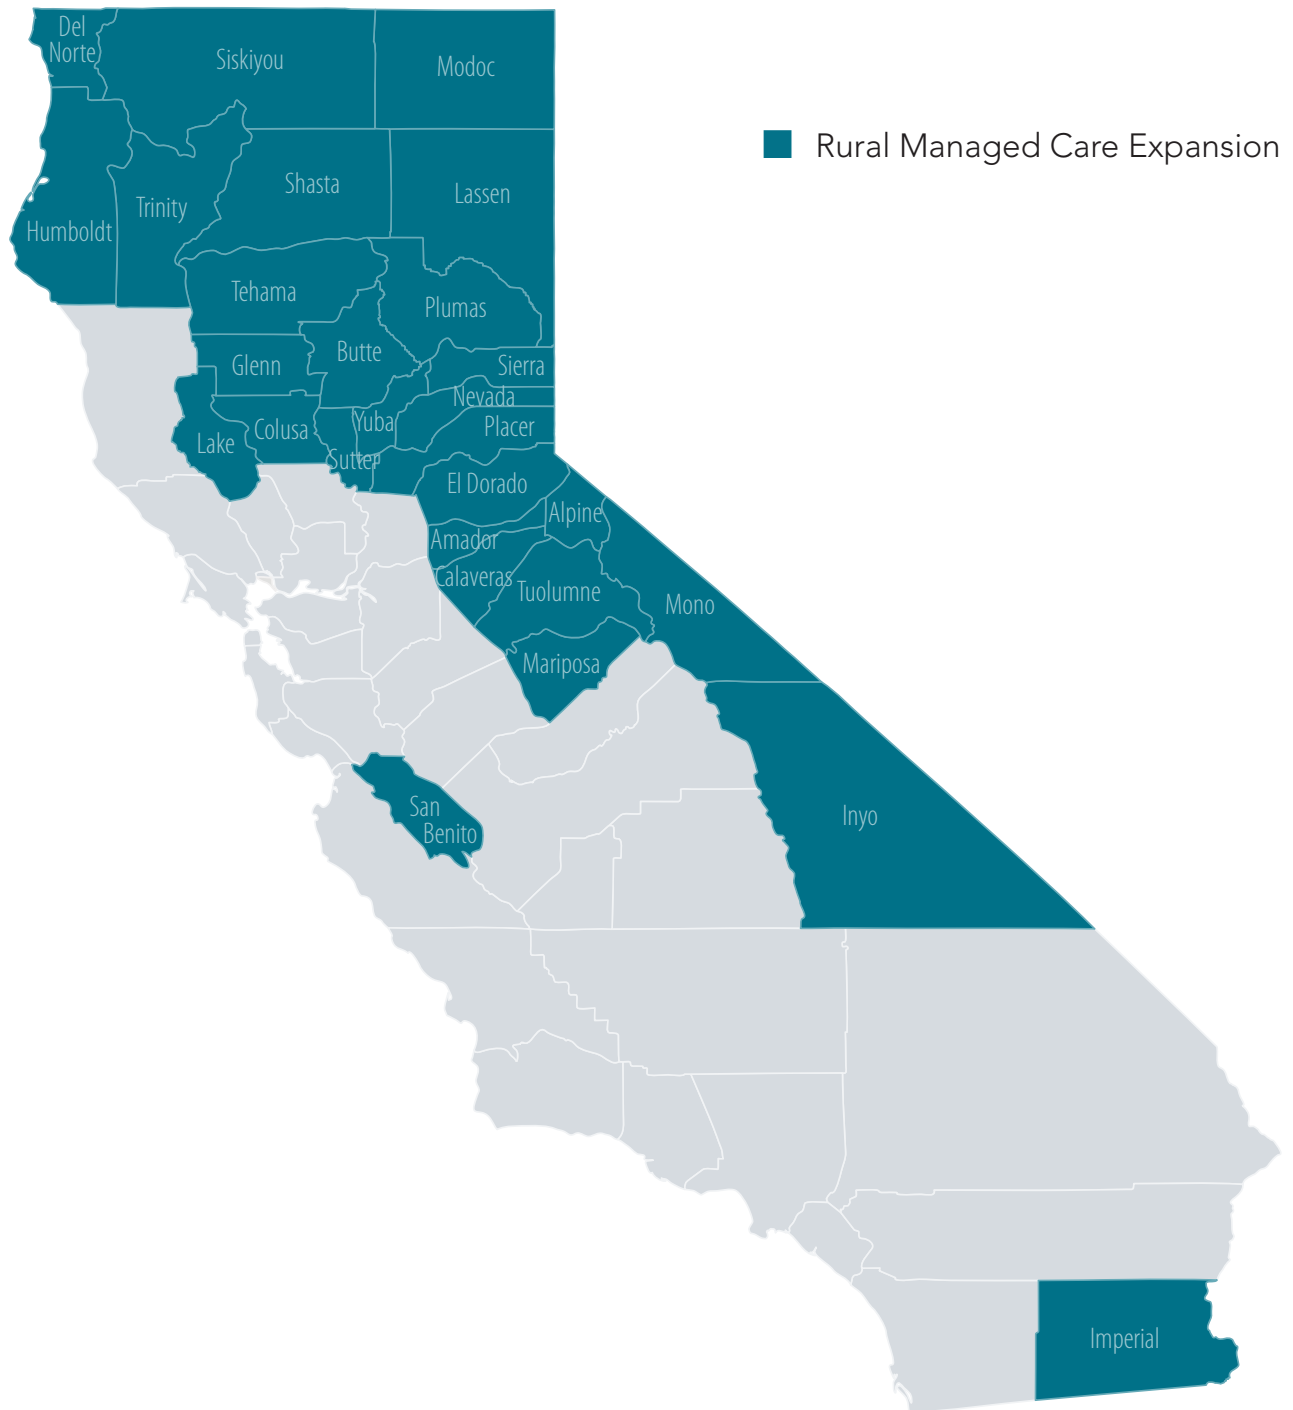 Del
Norte
Siskiyou
Modoc
Rural Managed Care Expansion
Shasta
Lassen
Trinity
Humboldt
Tehama
Plumas
Butte
Glenn
Sierra
Nevada
Yuba
Placer
Colusa
Lake
Sutter
El Dorado
Alpine
Amador
Calaveras
Tuolumne
Mono
Mariposa
San
Benito
Inyo
Imperial